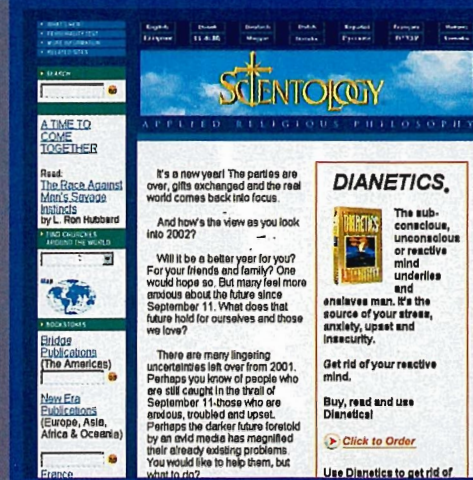 WHAT'S NEW
PERSONALITY TEST
MORE INFORMATION
RELATED SITES
SEARCH
A TIME TO
COME
TOGETHER
Read:
The Race Against
Man's Savage
Instincts
by L. Ron Hubbard
FIND CHURCHES
AROUND THE WORLD
MAP
BOOKSTORES
Bridge
Publications
(The Americas)
New Era
Publications
(Europe, Asia,
Africa & Oceania)
France
English
Dansk
Deutsch
Dutch
Español
Français
Magyar
Русский
SCIENTOLOGY
APPLIED RELIGIOUS PHILOSOPHY
It's a new year! The parties are
over, gifts exchanged and the real
world comes back into focus.
And how's the view as you look
into 2002?
Will it be a better year for you?
For your friends and family? One
would hope so. But many feel more
anxious about the future since
September 11. What does that
future hold for ourselves and those
we love?
There are many lingering
uncertainties left over from 2001.
Perhaps you know of people who
are still caught in the thrall of
September 11-those who are
anxious, troubled and upset.
Perhaps the darker future foretold
by an avid media has magnified
their already existing problems.
You would like to help them, but
what to do?
DIANETICS.
DIANETICS
The sub-
conscious,
unconscious
or reactive
mind
underlies
and
enslaves man. It's the
source of your stress,
anxiety, upset and
insecurity.
Get rid of your reactive
mind.
Buy, read and use
Dianetics!
Click to Order
Use Dianetics to get rid of